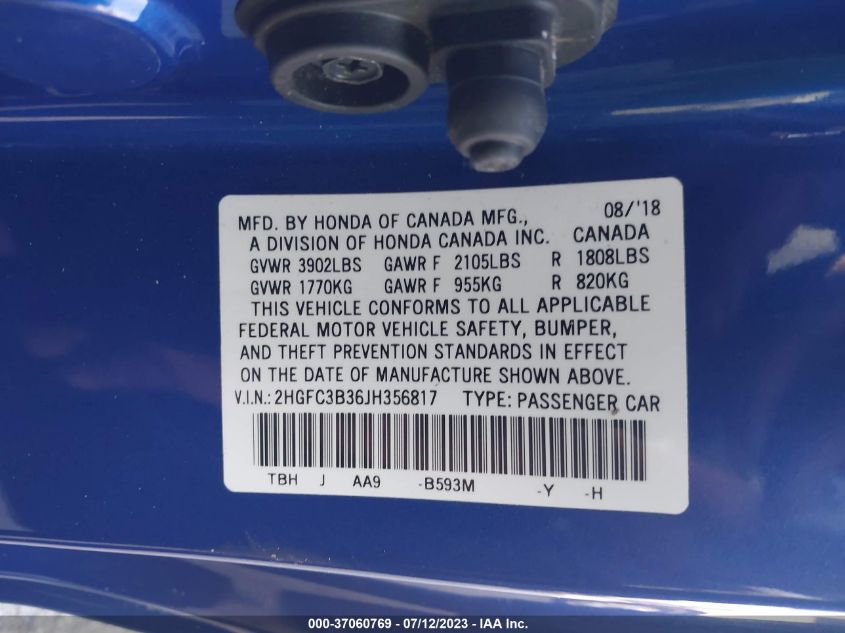 MFD. BY HONDA OF CANADA MFG., 08/'18
A DIVISION OF HONDA CANADA INC. CANADA
GVWR 3902LBS GAWR F 2105LBS R 1808LBS
GVWR 1770KG GAWR F 955KG R 820KG
THIS VEHICLE CONFORMS TO ALL APPLICABLE
FEDERAL MOTOR VEHICLE SAFETY, BUMPER,
AND THEFT PREVENTION STANDARDS IN EFFECT
ON THE DATE OF MANUFACTURE SHOWN ABOVE.
V.I.N.: 2HGFC3B36JH356817 TYPE: PASSENGER CAR
TBH J AA9 -B593M -Y -H
000-37060769 - 07/12/2023 - IAA Inc.